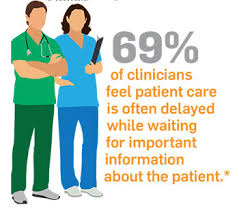 69%
of clinicians
feel patient care
is often delayed
while waiting
for important
information
about the patient.*